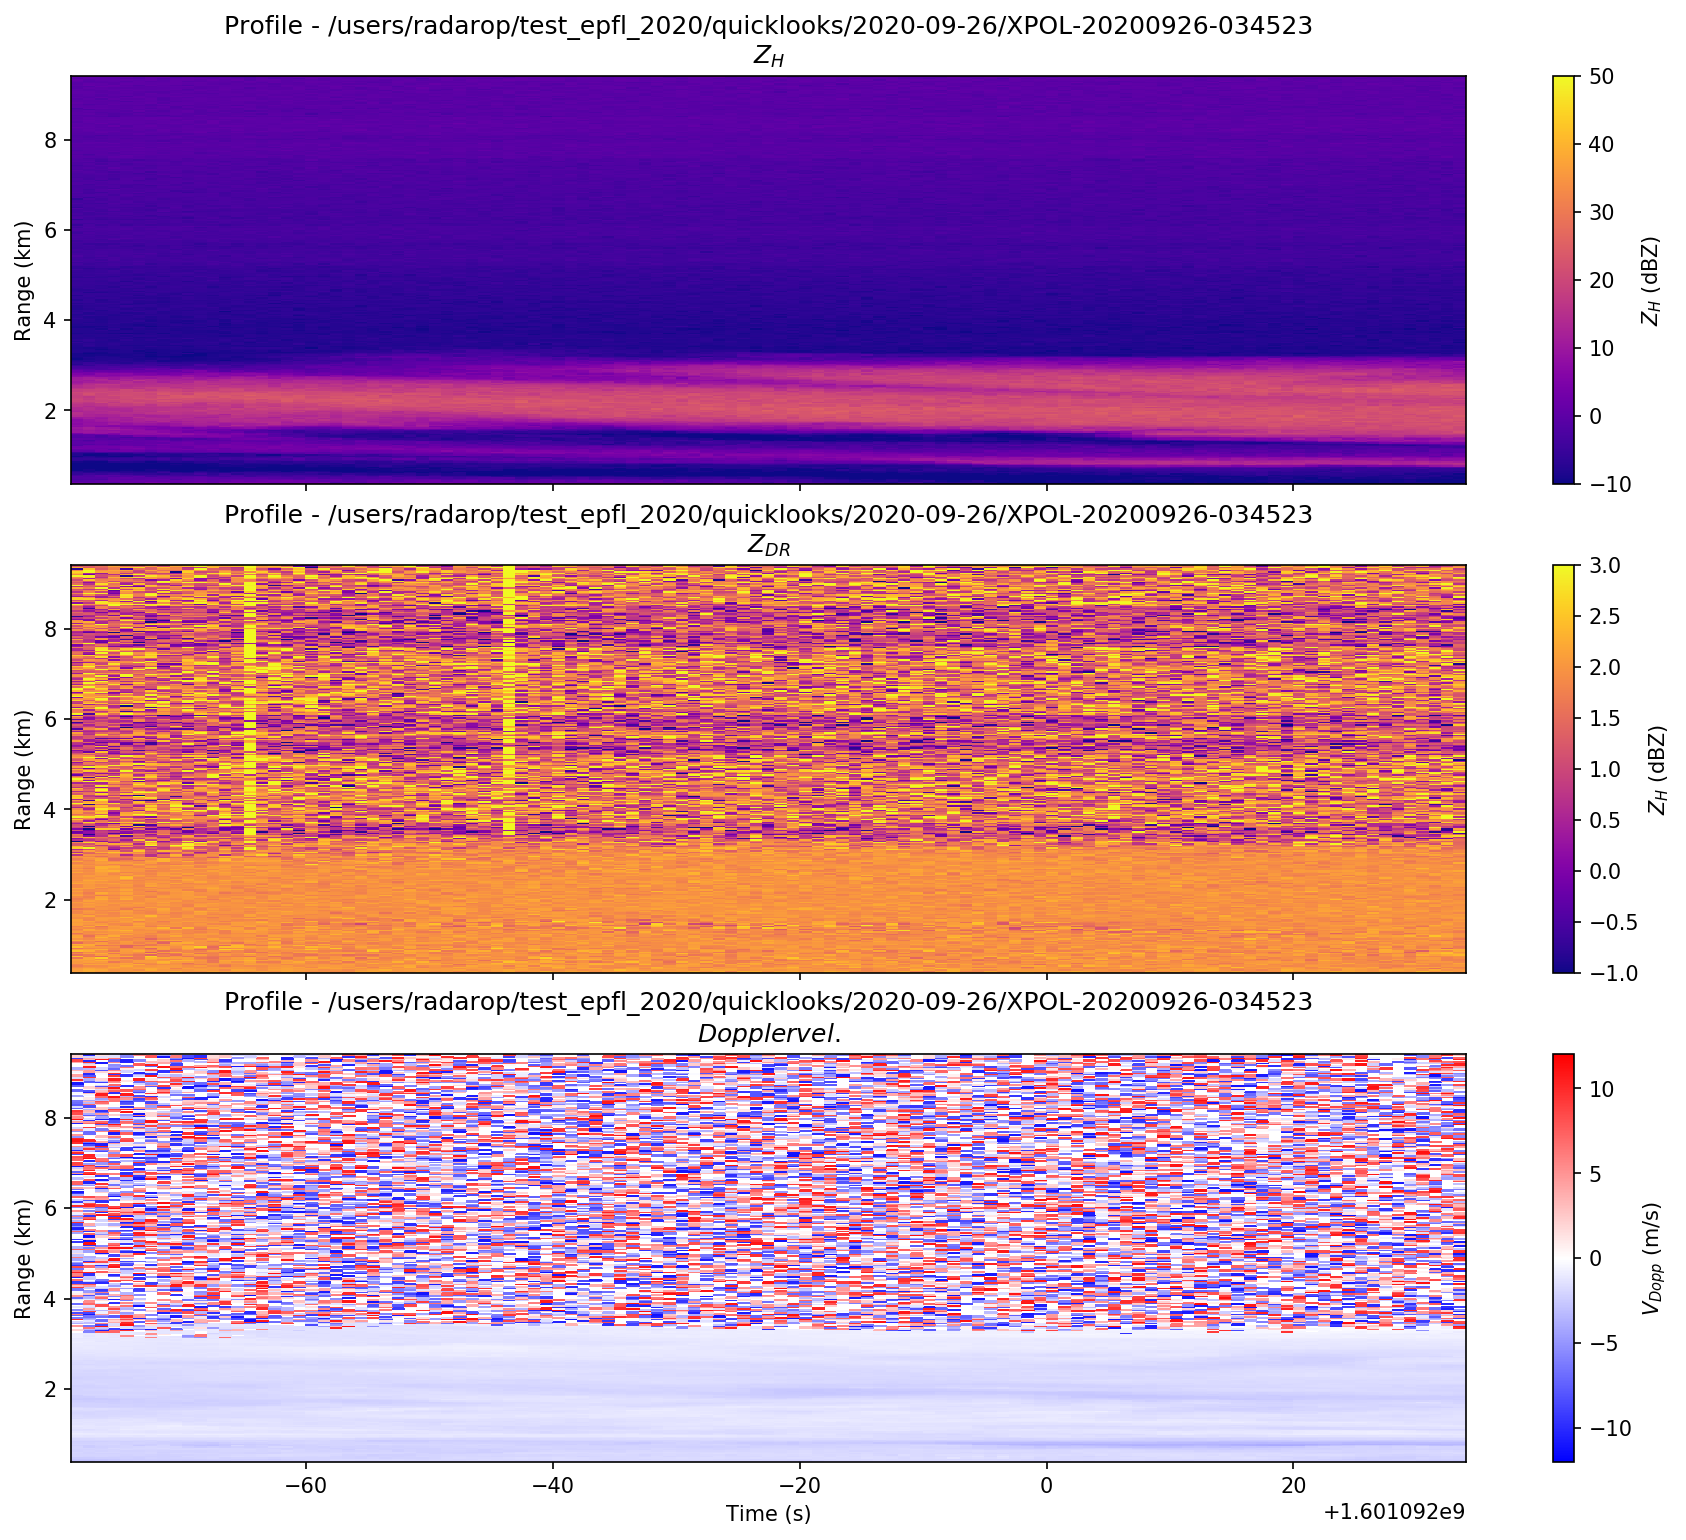 Profile - /users/radarop/test_epfl_2020/quicklooks/2020-09-26/XPOL-20200926-034523
Z_H
8
6
4
2
Range (km)
50
40
30
20
10
0
−10
Z_H (dBZ)
Profile - /users/radarop/test_epfl_2020/quicklooks/2020-09-26/XPOL-20200926-034523
Z_DR
8
6
4
2
Range (km)
3.0
2.5
2.0
1.5
1.0
0.5
0.0
−0.5
−1.0
Z_H (dBZ)
Profile - /users/radarop/test_epfl_2020/quicklooks/2020-09-26/XPOL-20200926-034523
Dopplervel.
8
6
4
2
Range (km)
10
5
0
−5
−10
V_Dopp (m/s)
−60 −40 −20 0 20
Time (s)
+1.601092e9